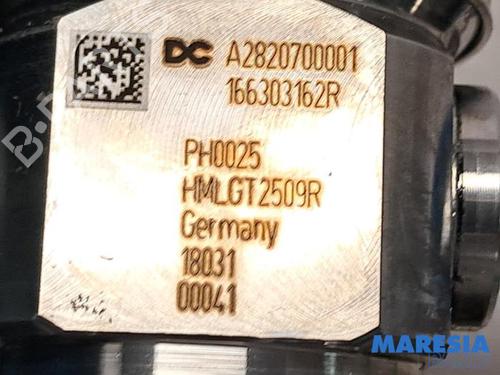 DC A2820700001
166303162R
PH0025
HMLGT2509R
Germany
18031
00041
MARESIA